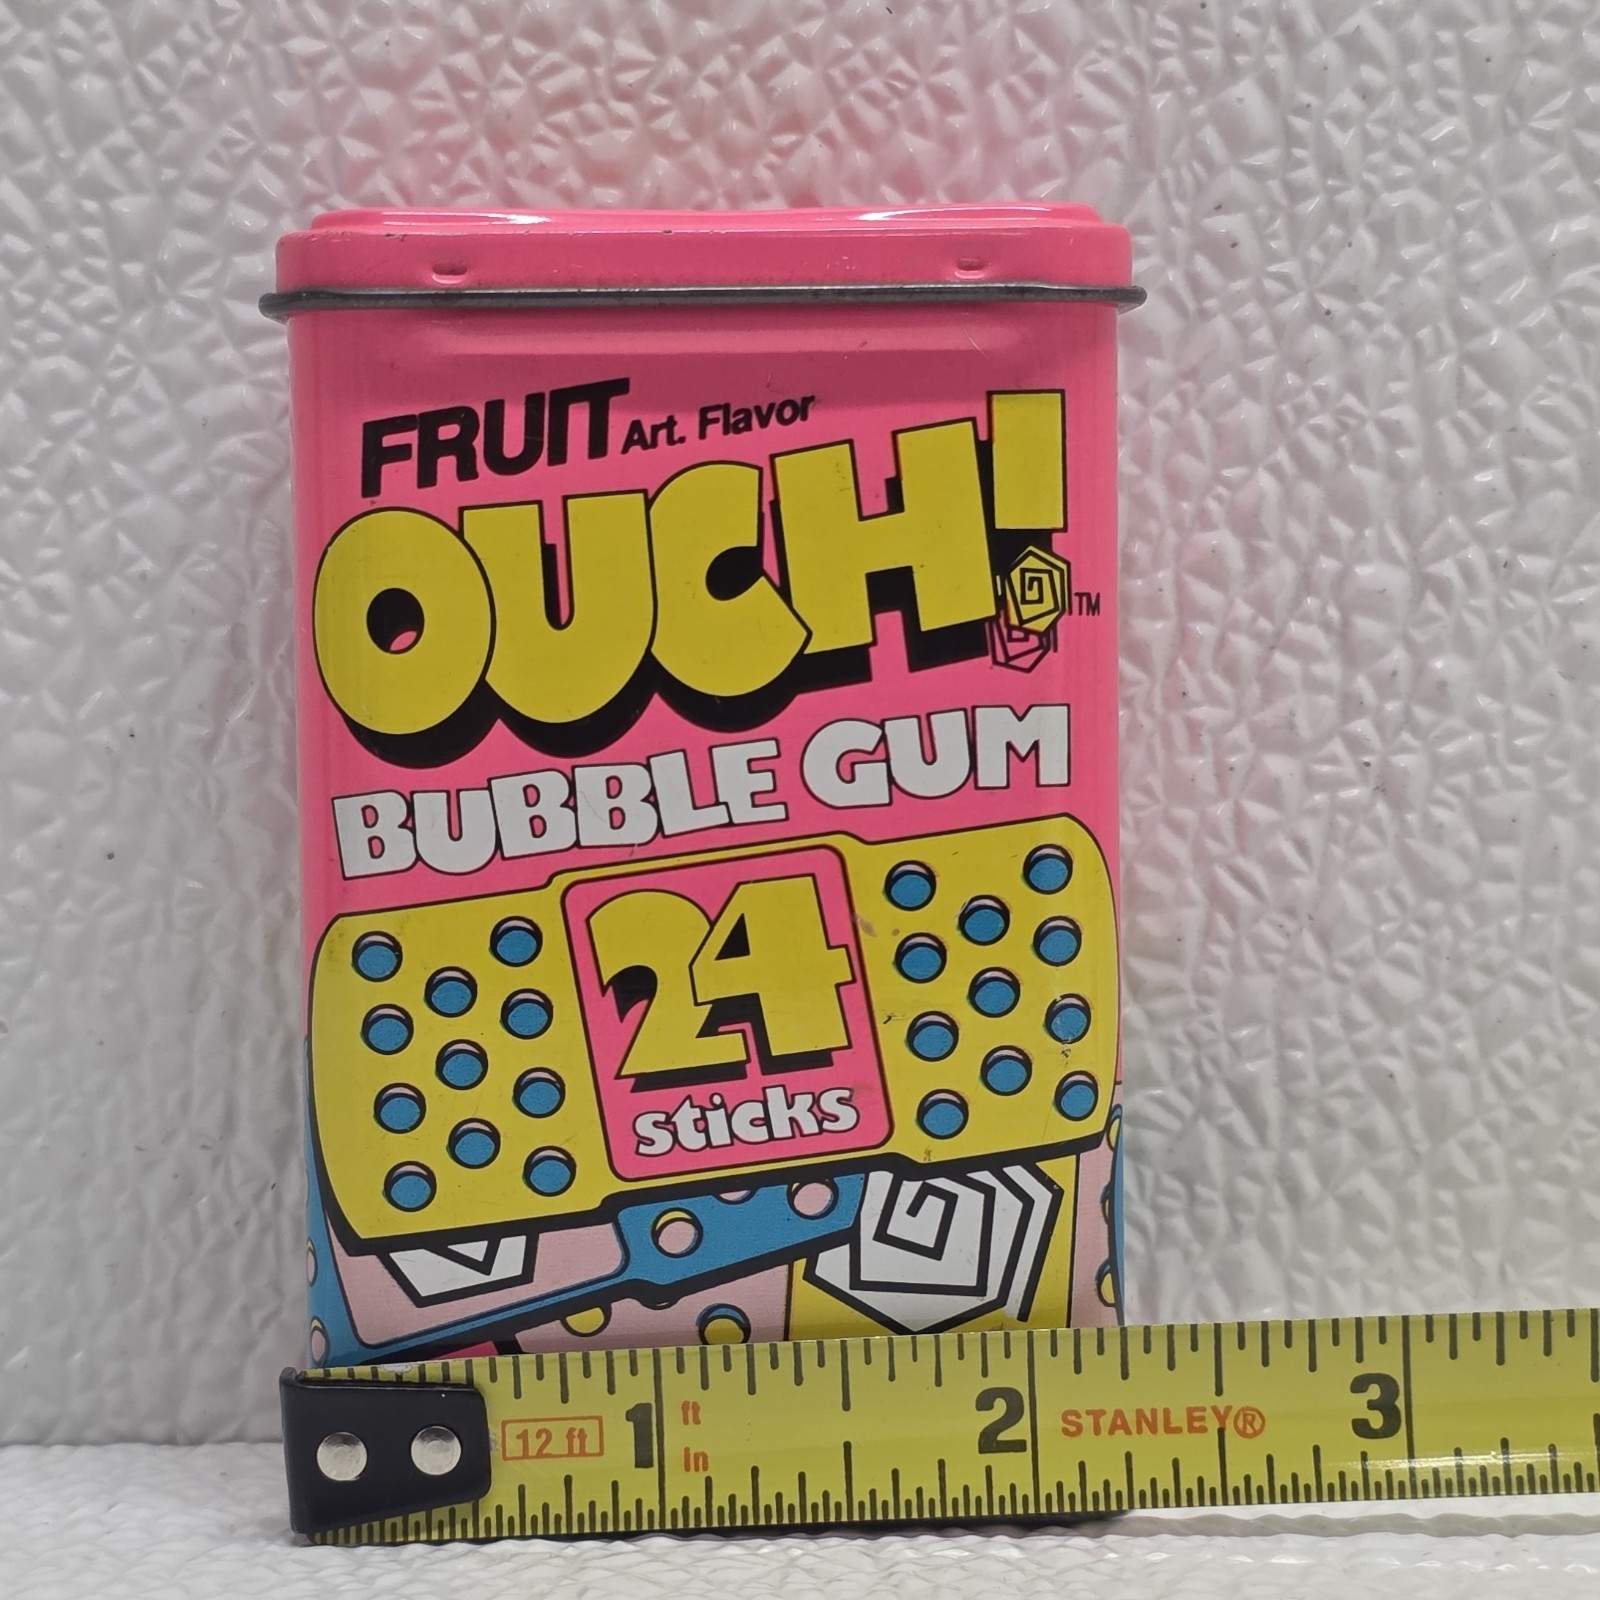 FRUIT Art. Flavor
OUCH! TM
BUBBLE GUM
24
sticks
12 ft 1 ft in 2 STANLEY® 3